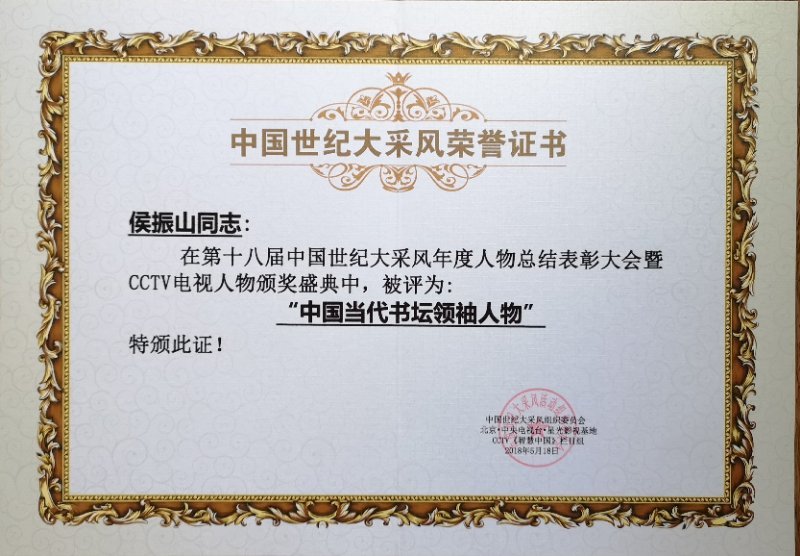 中国世纪大采风荣誉证书
侯振山同志:
在第十八届中国世纪大采风年度人物总结表彰大会暨
CCTV电视人物颁奖盛典中，被评为:
“中国当代书坛领袖人物”
特颁此证！
中国世纪大采风组织委员会
北京·中央电视台·星光影视基地
CCTV《智慧中国》栏目组
2018年5月18日